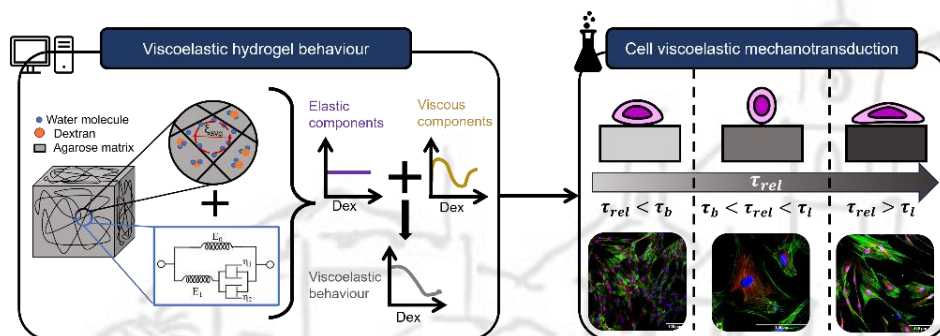 Viscoelastic hydrogel behaviour
Water molecule
Dextran
Agarose matrix
ξavg
+
E0
E1
η1
η2
Elastic
components
Dex
+
Viscous
components
Dex
Viscoelastic
behaviour
Dex
Cell viscoelastic mechanotransduction
τrel
τrel < τb
τb < τrel < τl
τrel > τl